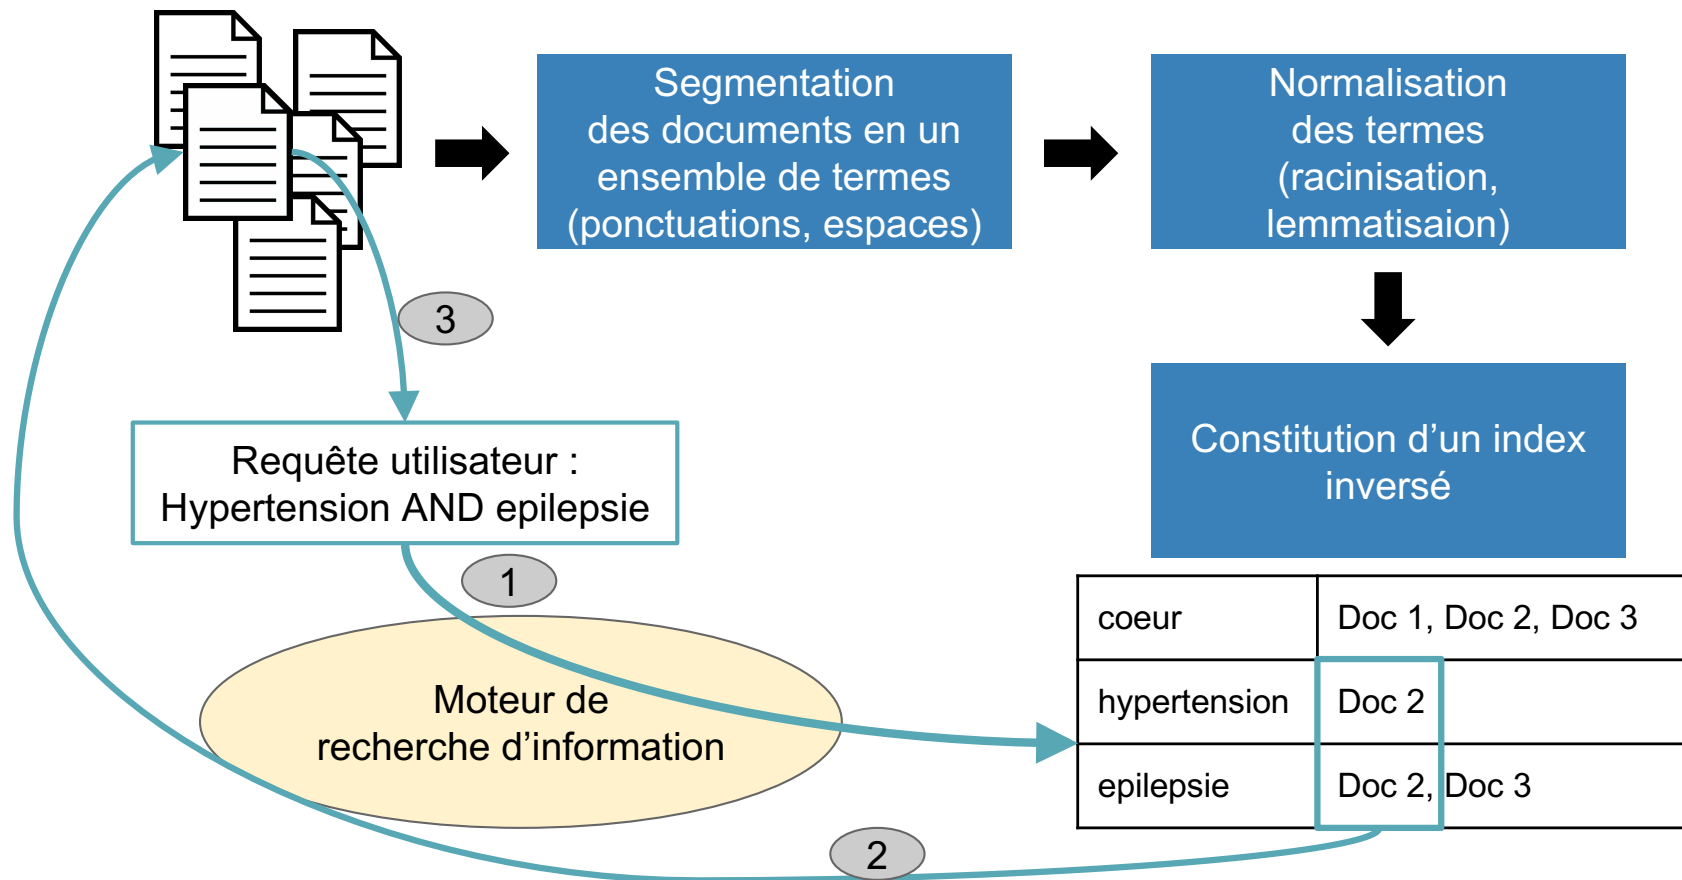 Segmentation
des documents en un
ensemble de termes
(ponctuations, espaces)
Normalisation
des termes
(racinisation,
lemmatisaion)
3
Requête utilisateur :
Hypertension AND epilepsie
Constitution d’un index
inversé
1
Moteur de
recherche d’information
coeur Doc 1, Doc 2, Doc 3
hypertension Doc 2
epilepsie Doc 2, Doc 3
2